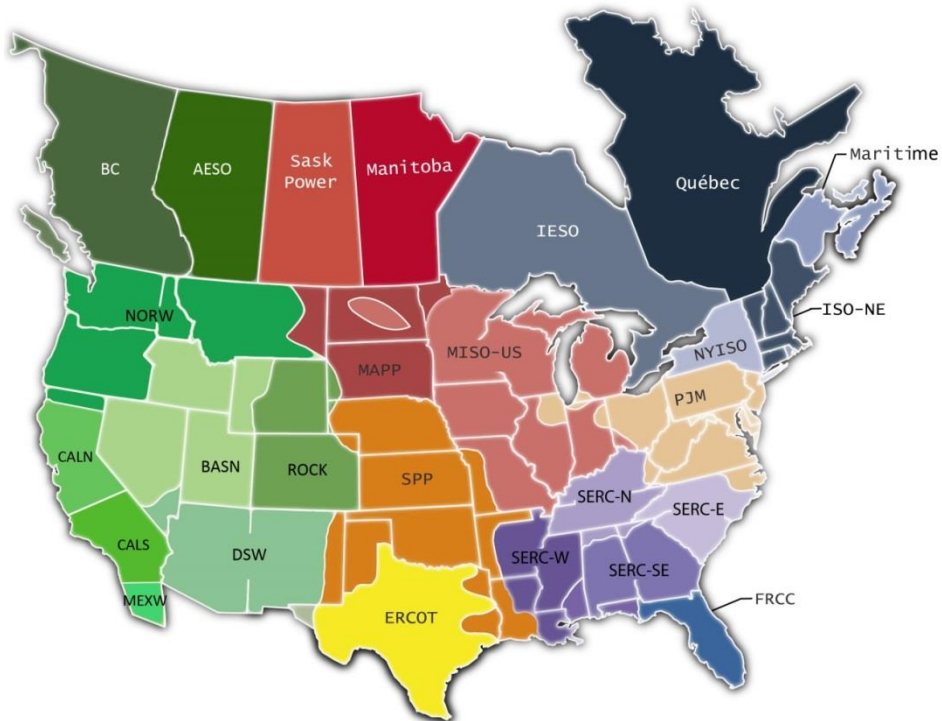 Maritime
Sask
Power
Manitoba
BC
AESO
Québec
IESO
ISO-NE
NORW
MISO-US
NYISO
MAPP
PJM
CALN
BASN
ROCK
SPP
SERC-N
SERC-E
CALS
DSW
SERC-W
SERC-SE
MEXW
FRCC
ERCOT